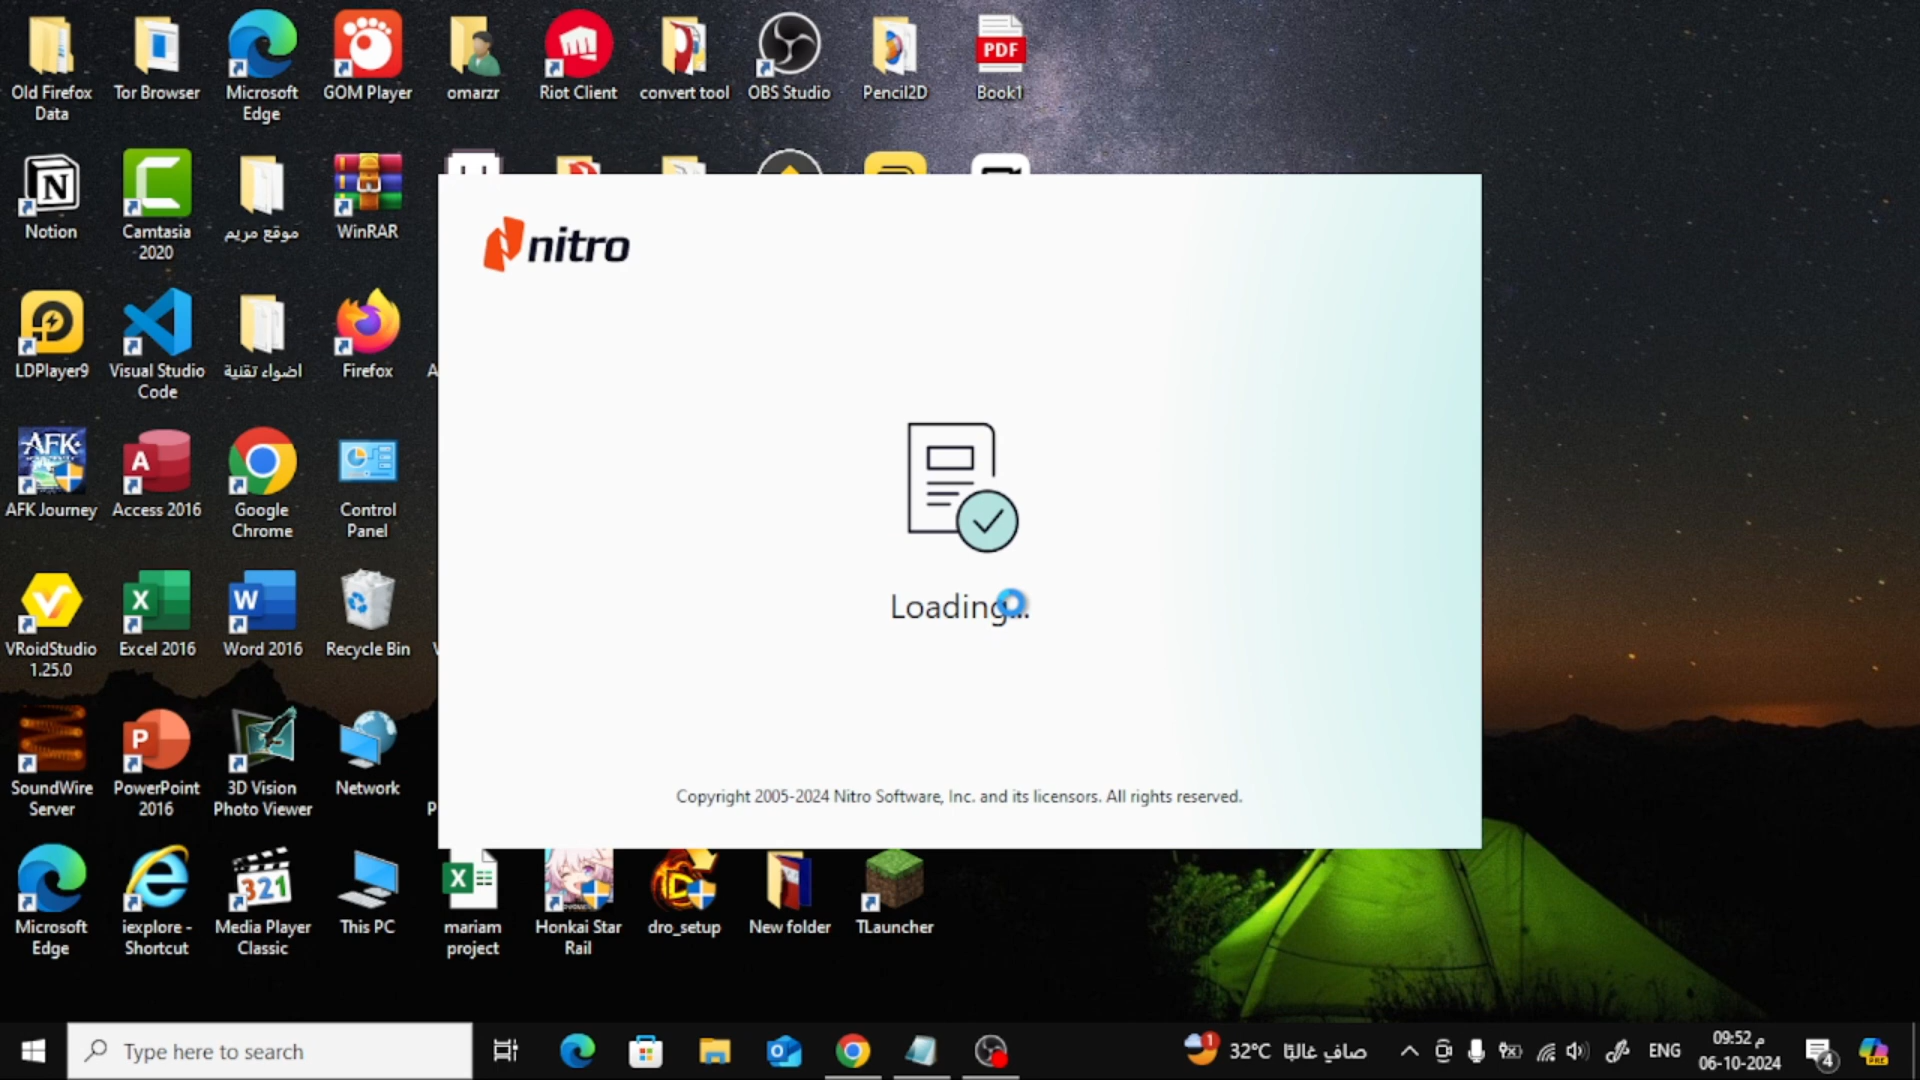 Old Firefox
Data
Tor Browser
Microsoft
Edge
GOM Player
omarzr
Riot Client
convert tool
OBS Studio
Pencil2D
PDF
Book1
Notion
Camtasia
2020
موقع مريم
WinRAR
nitro
LDPlayer9
Visual Studio
Code
اضواء تقنية
Firefox
A
AFK
AFK Journey
Access 2016
Google
Chrome
Control
Panel
Loading...
VRoidStudio
1.25.0
Excel 2016
Word 2016
Recycle Bin
SoundWire
Server
PowerPoint
2016
3D Vision
Photo Viewer
Network
P
Copyright 2005-2024 Nitro Software, Inc. and its licensors. All rights reserved.
Microsoft
Edge
iexplore -
Shortcut
321
Media Player
Classic
This PC
mariam
project
Honkai Star
Rail
dro_setup
New folder
TLauncher
Type here to search
1
32°C صافٍ غالبًا
ENG
09:52 م
06-10-2024
4
PRE